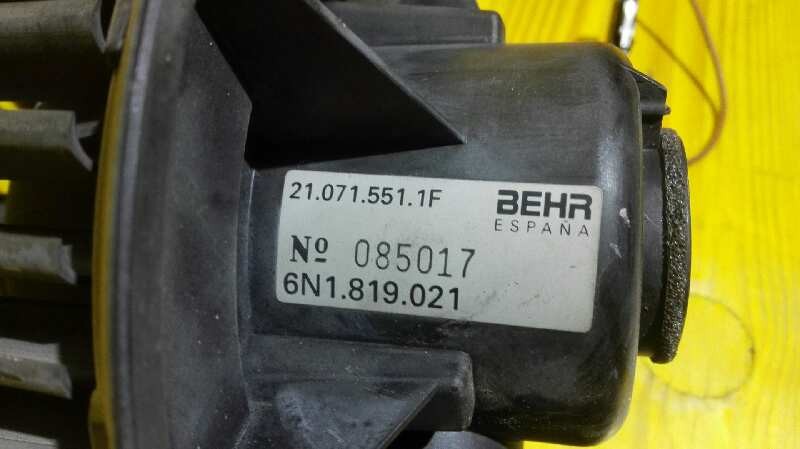 21.071.551.1F
BEHR
ESPAÑA
Nº 085017
6N1.819.021